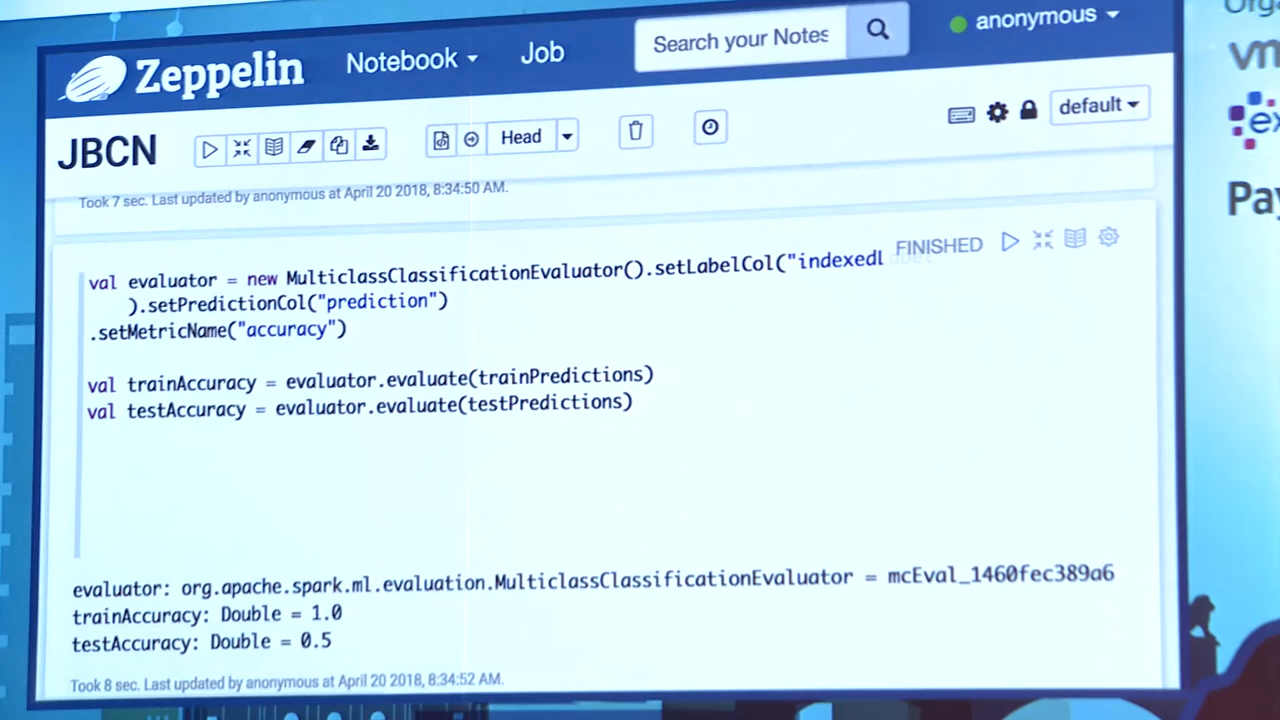 Zeppelin Notebook Job Search your Notes anonymous
JBCN Head default
Took 7 sec. Last updated by anonymous at April 20 2018, 8:34:50 AM.
FINISHED
val evaluator = new MulticlassClassificationEvaluator().setLabelCol("indexedl
).setPredictionCol("prediction")
.setMetricName("accuracy")
val trainAccuracy = evaluator.evaluate(trainPredictions)
val testAccuracy = evaluator.evaluate(testPredictions)
evaluator: org.apache.spark.ml.evaluation.MulticlassClassificationEvaluator = mcEval_1460fec389a6
trainAccuracy: Double = 1.0
testAccuracy: Double = 0.5
Took 8 sec. Last updated by anonymous at April 20 2018, 8:34:52 AM.
vm
ex
Pay